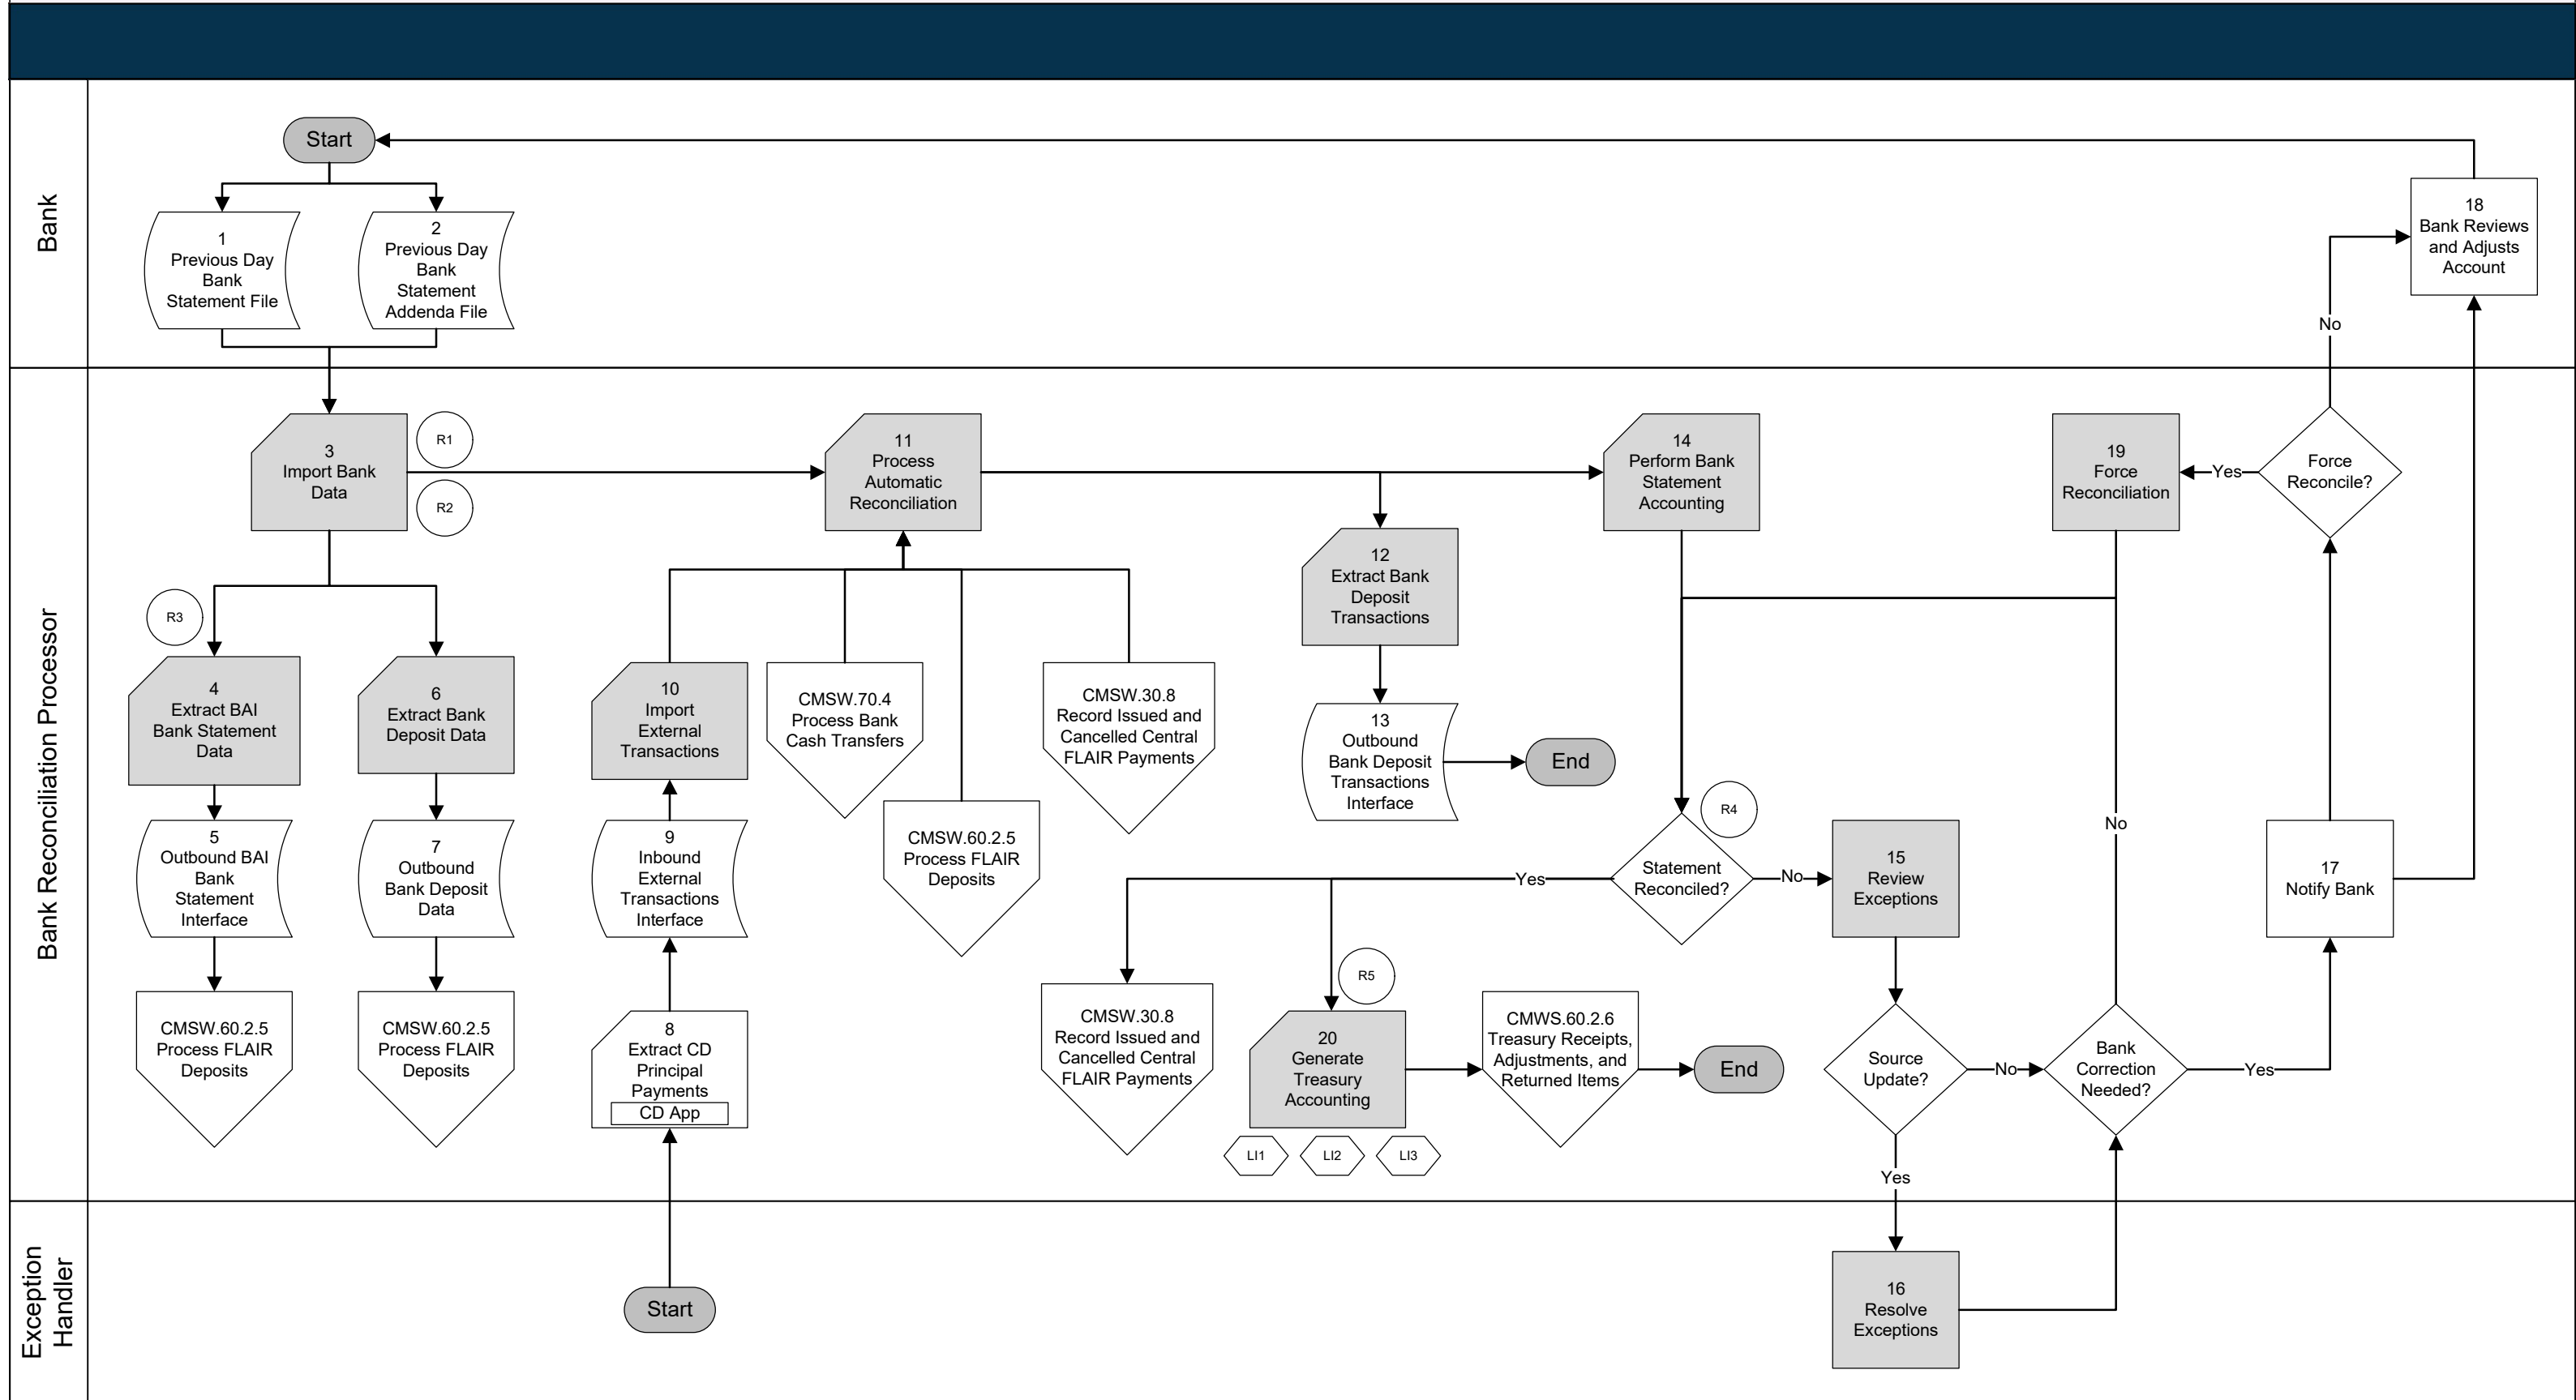 Bank
Start
1
Previous Day
Bank
Statement File
2
Previous Day
Bank
Statement
Addenda File
18
Bank Reviews
and Adjusts
Account
No
Bank Reconciliation Processor
3
Import Bank
Data
R1
R2
11
Process
Automatic
Reconciliation
14
Perform Bank
Statement
Accounting
19
Force
Reconciliation
Yes
Force
Reconcile?
12
Extract Bank
Deposit
Transactions
R3
4
Extract BAI
Bank Statement
Data
6
Extract Bank
Deposit Data
10
Import
External
Transactions
CMSW.70.4
Process Bank
Cash Transfers
CMSW.30.8
Record Issued and
Cancelled Central
FLAIR Payments
13
Outbound
Bank Deposit
Transactions
Interface
End
R4
No
5
Outbound BAI
Bank
Statement
Interface
7
Outbound
Bank Deposit
Data
9
Inbound
External
Transactions
Interface
CMSW.60.2.5
Process FLAIR
Deposits
Yes
Statement
Reconciled?
No
15
Review
Exceptions
17
Notify Bank
R5
CMSW.60.2.5
Process FLAIR
Deposits
CMSW.60.2.5
Process FLAIR
Deposits
8
Extract CD
Principal
Payments
CD App
CMSW.30.8
Record Issued and
Cancelled Central
FLAIR Payments
20
Generate
Treasury
Accounting
CMWS.60.2.6
Treasury Receipts,
Adjustments, and
Returned Items
End
Source
Update?
No
Bank
Correction
Needed?
Yes
LI1
LI2
LI3
Yes
Exception
Handler
Start
16
Resolve
Exceptions